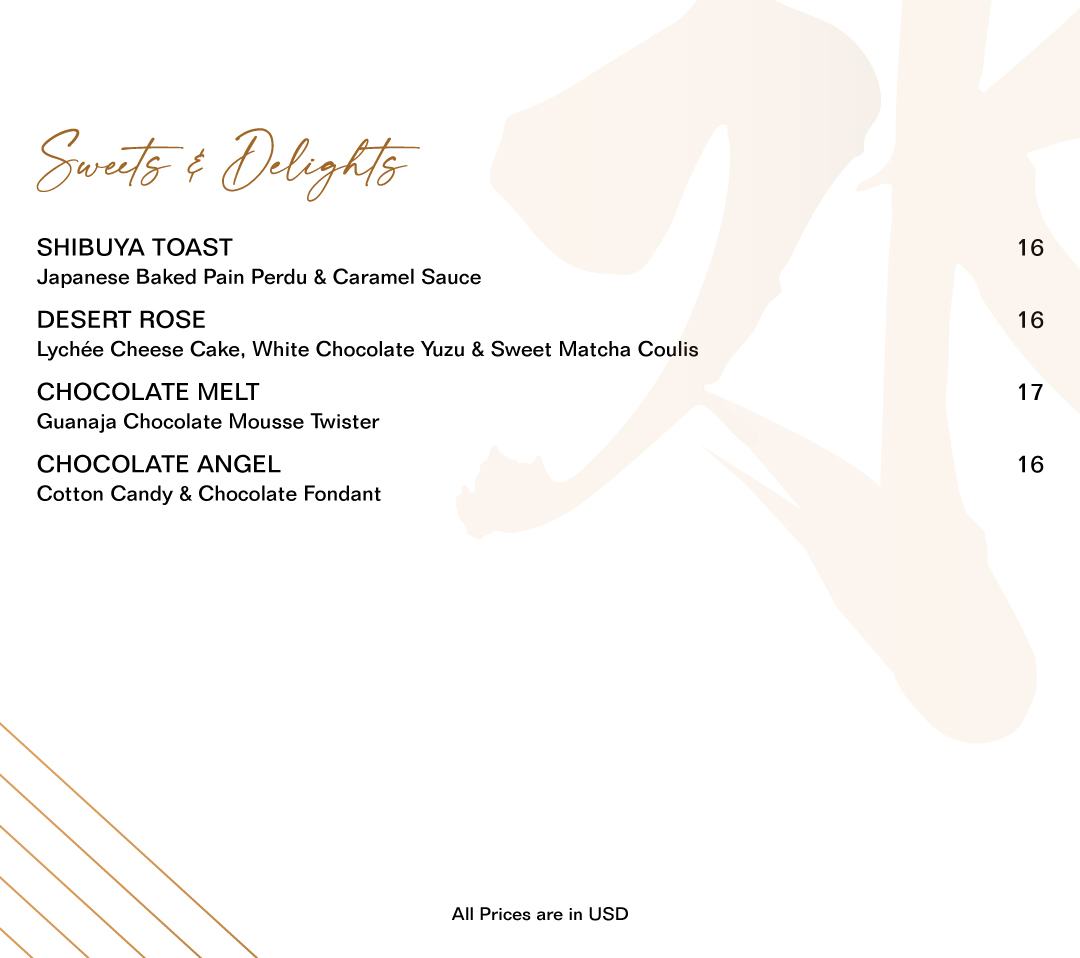 Sweets & Delights
SHIBUYA TOAST 16
Japanese Baked Pain Perdu & Caramel Sauce
DESERT ROSE 16
Lychée Cheese Cake, White Chocolate Yuzu & Sweet Matcha Coulis
CHOCOLATE MELT 17
Guanaja Chocolate Mousse Twister
CHOCOLATE ANGEL 16
Cotton Candy & Chocolate Fondant
All Prices are in USD